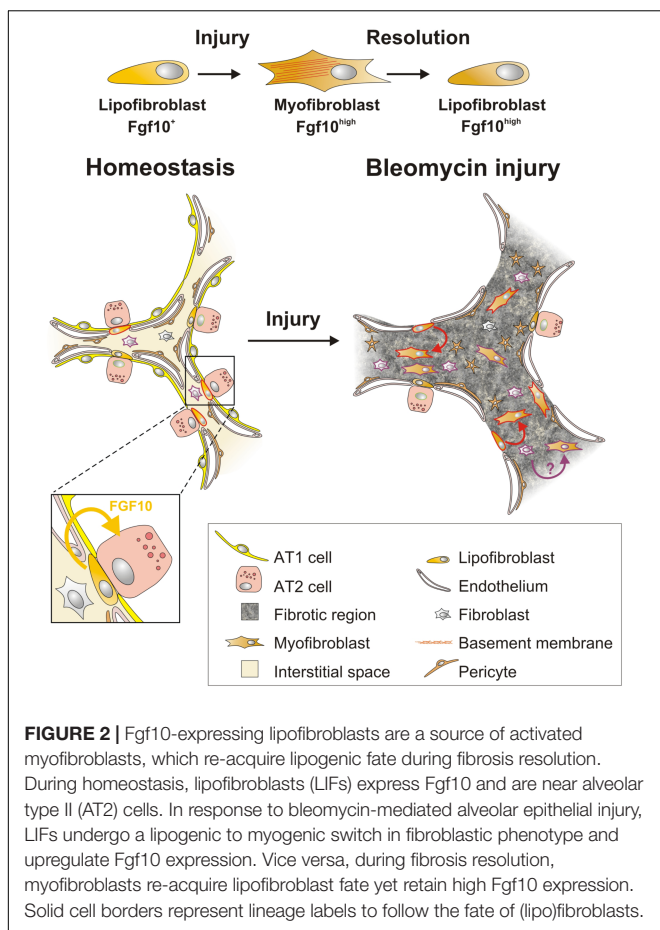 Injury
Resolution
Lipofibroblast
Fgf10⁺
Myofibroblast
Fgf10ʰⁱᵍʰ
Lipofibroblast
Fgf10ʰⁱᵍʰ
Homeostasis
Bleomycin injury
Injury
?
FGF10
AT1 cell
AT2 cell
Fibrotic region
Myofibroblast
Interstitial space
Lipofibroblast
Endothelium
Fibroblast
Basement membrane
Pericyte
FIGURE 2 | Fgf10-expressing lipofibroblasts are a source of activated
myofibroblasts, which re-acquire lipogenic fate during fibrosis resolution.
During homeostasis, lipofibroblasts (LIFs) express Fgf10 and are near alveolar
type II (AT2) cells. In response to bleomycin-mediated alveolar epithelial injury,
LIFs undergo a lipogenic to myogenic switch in fibroblastic phenotype and
upregulate Fgf10 expression. Vice versa, during fibrosis resolution,
myofibroblasts re-acquire lipofibroblast fate yet retain high Fgf10 expression.
Solid cell borders represent lineage labels to follow the fate of (lipo)fibroblasts.